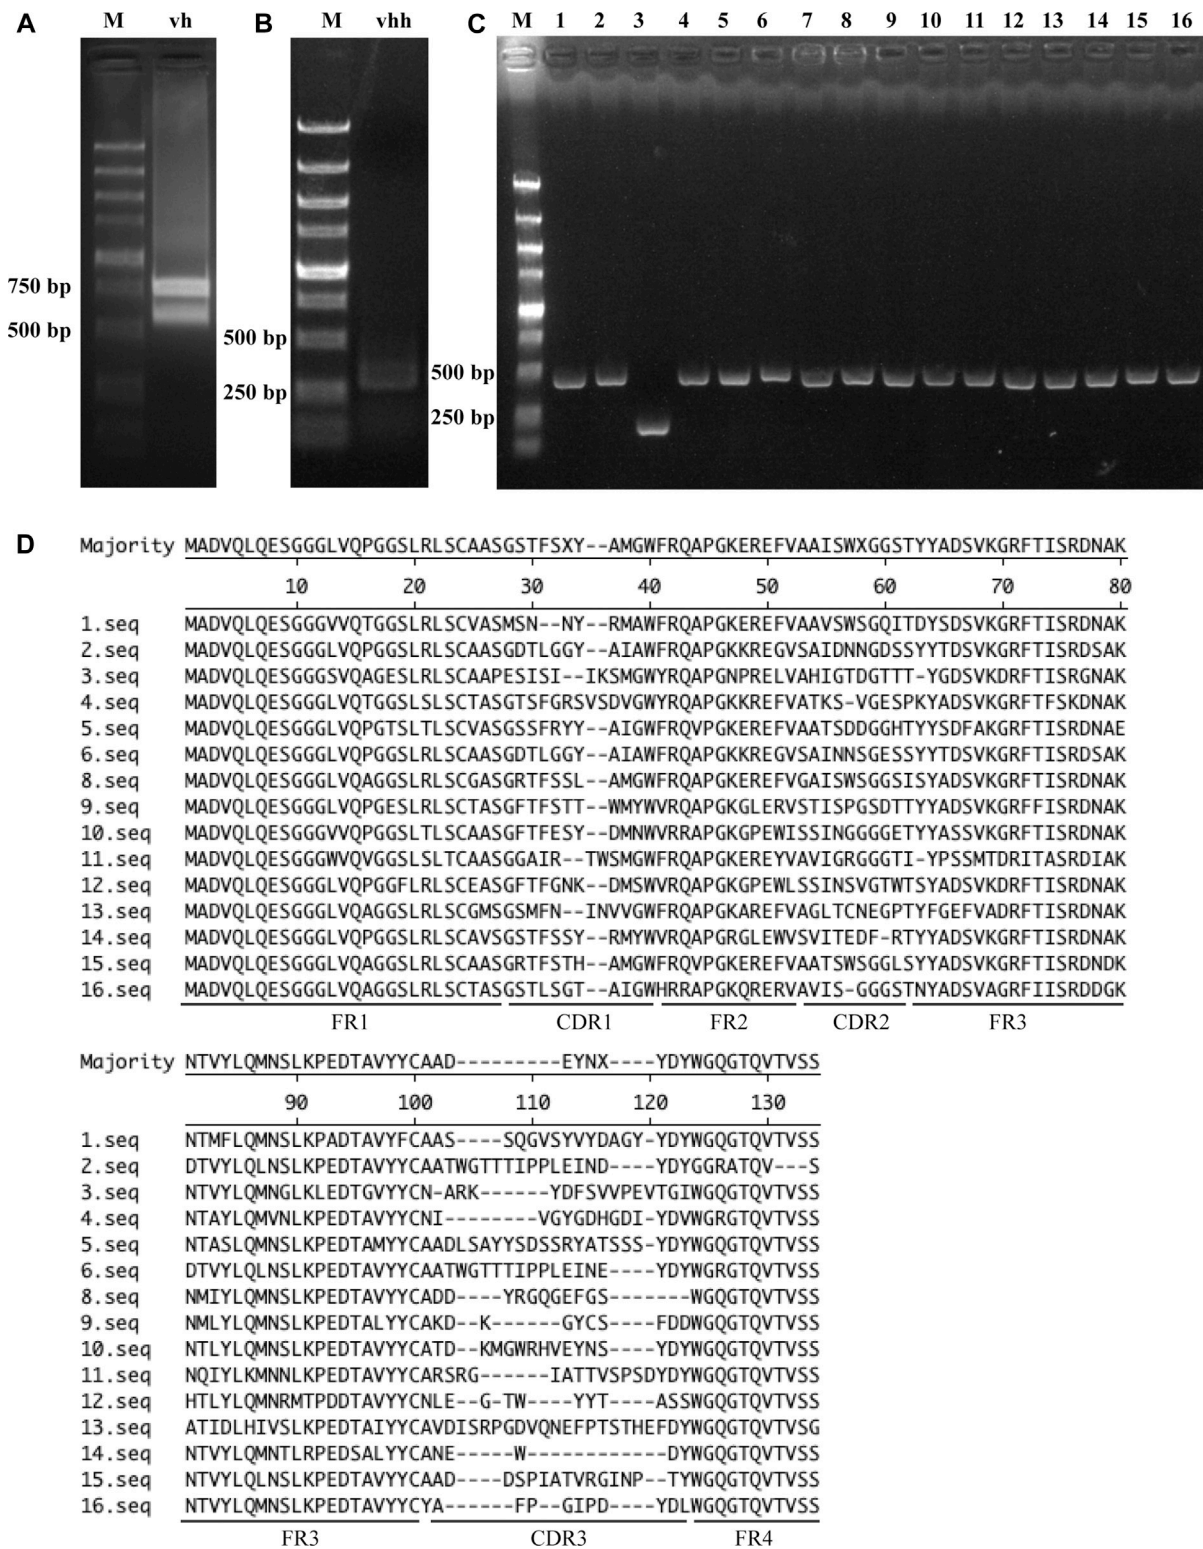 A M vh B M vhh C M 1 2 3 4 5 6 7 8 9 10 11 12 13 14 15 16
750 bp
500 bp
500 bp
250 bp
500 bp
250 bp
D
Majority MADVQLQESGGGLVQPGGSLRLSCAASGSTFSXY--AMGWFRQAPGKEREFVAAISWXGGSTYYADSVKGRFTISRDNAK
10 20 30 40 50 60 70 80
1.seq MADVQLQESGGGVVQTGGSLRLSCVASMSN--NY--RMAWFRQAPGKEREFVAAVSWSGQITDYSDSVKGRFTISRDNAK
2.seq MADVQLQESGGGLVQPGGSLRLSCAASGDTLGGY--AIAWFRQAPGKKREGVSAIDNNGDSSYYTDSVKGRFTISRDSAK
3.seq MADVQLQESGGGSVQAGESLRLSCAAPESISI--IKSMGWYRQAPGNPRELVAHIGTDGTTT-YGDSVKDRFTISRGNAK
4.seq MADVQLQESGGGLVQTGGSLSLSCTASGTSFGRSVSDVGWYRQAPGKKREFVATKS-VGESPKYADSVKGRFTFSKDNAK
5.seq MADVQLQESGGGLVQPGTSLTLSCVASGSSFRYY--AIGWFRQVPGKEREFVAATSDDGGHTYYSDFAKGRFTISRDNAE
6.seq MADVQLQESGGGLVQPGGSLRLSCAASGDTLGGY--AIAWFRQAPGKKREGVSAINNSGESSYYTDSVKGRFTISRDSAK
8.seq MADVQLQESGGGLVQAGGSLRLSCGASGRTFSSL--AMGWFRQAPGKEREFVGAISWSGGSISYADSVKGRFTISRDNAK
9.seq MADVQLQESGGGLVQPGESLRLSCTASGFTFSTT--WMYWVRQAPGKGLERVSTISPGSDTTYYADSVKGRFFISRDNAK
10.seq MADVQLQESGGGVVQPGGSLTLSCAASGFTFESY--DMNWVRRAPGKGPEWISSINGGGGETYYASSVKGRFTISRDNAK
11.seq MADVQLQESGGGWVQVGGSLSLTCAASGGAIR--TWSMGWFRQAPGKEREYVAVIGRGGGTI-YPSSMTDRITASRDIAK
12.seq MADVQLQESGGGLVQPGGFLRLSCEASGFTFGNK--DMSWVRQAPGKGPEWLSSINSVGTWTSYADSVKGRFTISRDNAK
13.seq MADVQLQESGGGLVQAGGSLRLSCGMSGSMFN--INVVGWFRQAPGKAREFVAGLTCNEGPTYFGEFVADRFTISRDNAK
14.seq MADVQLQESGGGLVQPGGSLRLSCAVSGSTFSSY--RMYWVRQAPGRGLEWVSVITEDF-RTYYADSVKGRFTISRDNAK
15.seq MADVQLQESGGGLVQAGGSLRLSCAASGRTFSTH--AMGWFRQVPGKEREFVAATSWSGGLSYYADSVKGRFTISRDNDK
16.seq MADVQLQESGGGLVQAGGSLRLSCTASGSTLSGT--AIGWHRRAPGKQRERVAVIS-GGGSTNYADSVAGRFIISRDDGK
FR1 CDR1 FR2 CDR2 FR3
Majority NTVYLQMNSLKPEDTAVYYCAAD---------EYNX----YDYWGQGTQVTVSS
90 100 110 120 130
1.seq NTMFLQMNSLKPADTAVYFCAAS----SQGVSYVYDAGY-YDYWGQGTQVTVSS
2.seq DTVYLQLNSLKPEDTAVYYCAATWGTTTIPPLEIND----YDYGGRATQV---S
3.seq NTVYLQMNGLKLEDTGVYYCN-ARK------YDFSVVPEVTGIWGQGTQVTVSS
4.seq NTAYLQMVNLKPEDTAVYYCNI--------VGYGDHGDI-YDVWGRGTQVTVSS
5.seq NTASLQMNSLKPEDTAMYYCAADLSAYYSDSSRYATSSS-YDYWGQGTQVTVSS
6.seq DTVYLQLNSLKPEDTAVYYCAATWGTTTIPPLEINE----YDYWGRGTQVTVSS
8.seq NMIYLQMNSLKPEDTAVYYCADD----YRGQGEFGS-------WGQGTQVTVSS
9.seq NMLYLQMNSLKPEDTALYYCAKD--K------GYCS----FDDWGQGTQVTVSS
10.seq NTLYLQMNSLKPEDTAVYYCATD--KMGWRHVEYNS----YDYWGQGTQVTVSS
11.seq NQIYLKMNNLKPEDTAVYYCARSRG------IATTVSPSDYDYWGQGTQVTVSS
12.seq HTLYLQMNRMTPDDTAVYYCNLE--G-TW----YYT----ASSWGQGTQVTVSS
13.seq ATIDLHIVSLKPEDTAIYYCAVDISRPGDVQNEFPTSTHEFDYWGQGTQVTVSG
14.seq NTVYLQMNTLRPEDSALYYCANE-----W------------DYWGQGTQVTVSS
15.seq NTVYLQLNSLKPEDTAVYYCAAD----DSPIATVRGINP--TYWGQGTQVTVSS
16.seq NTVYLQMNSLKPEDTAVYYCYA------FP--GIPD----YDLWGQGTQVTVSS
FR3 CDR3 FR4